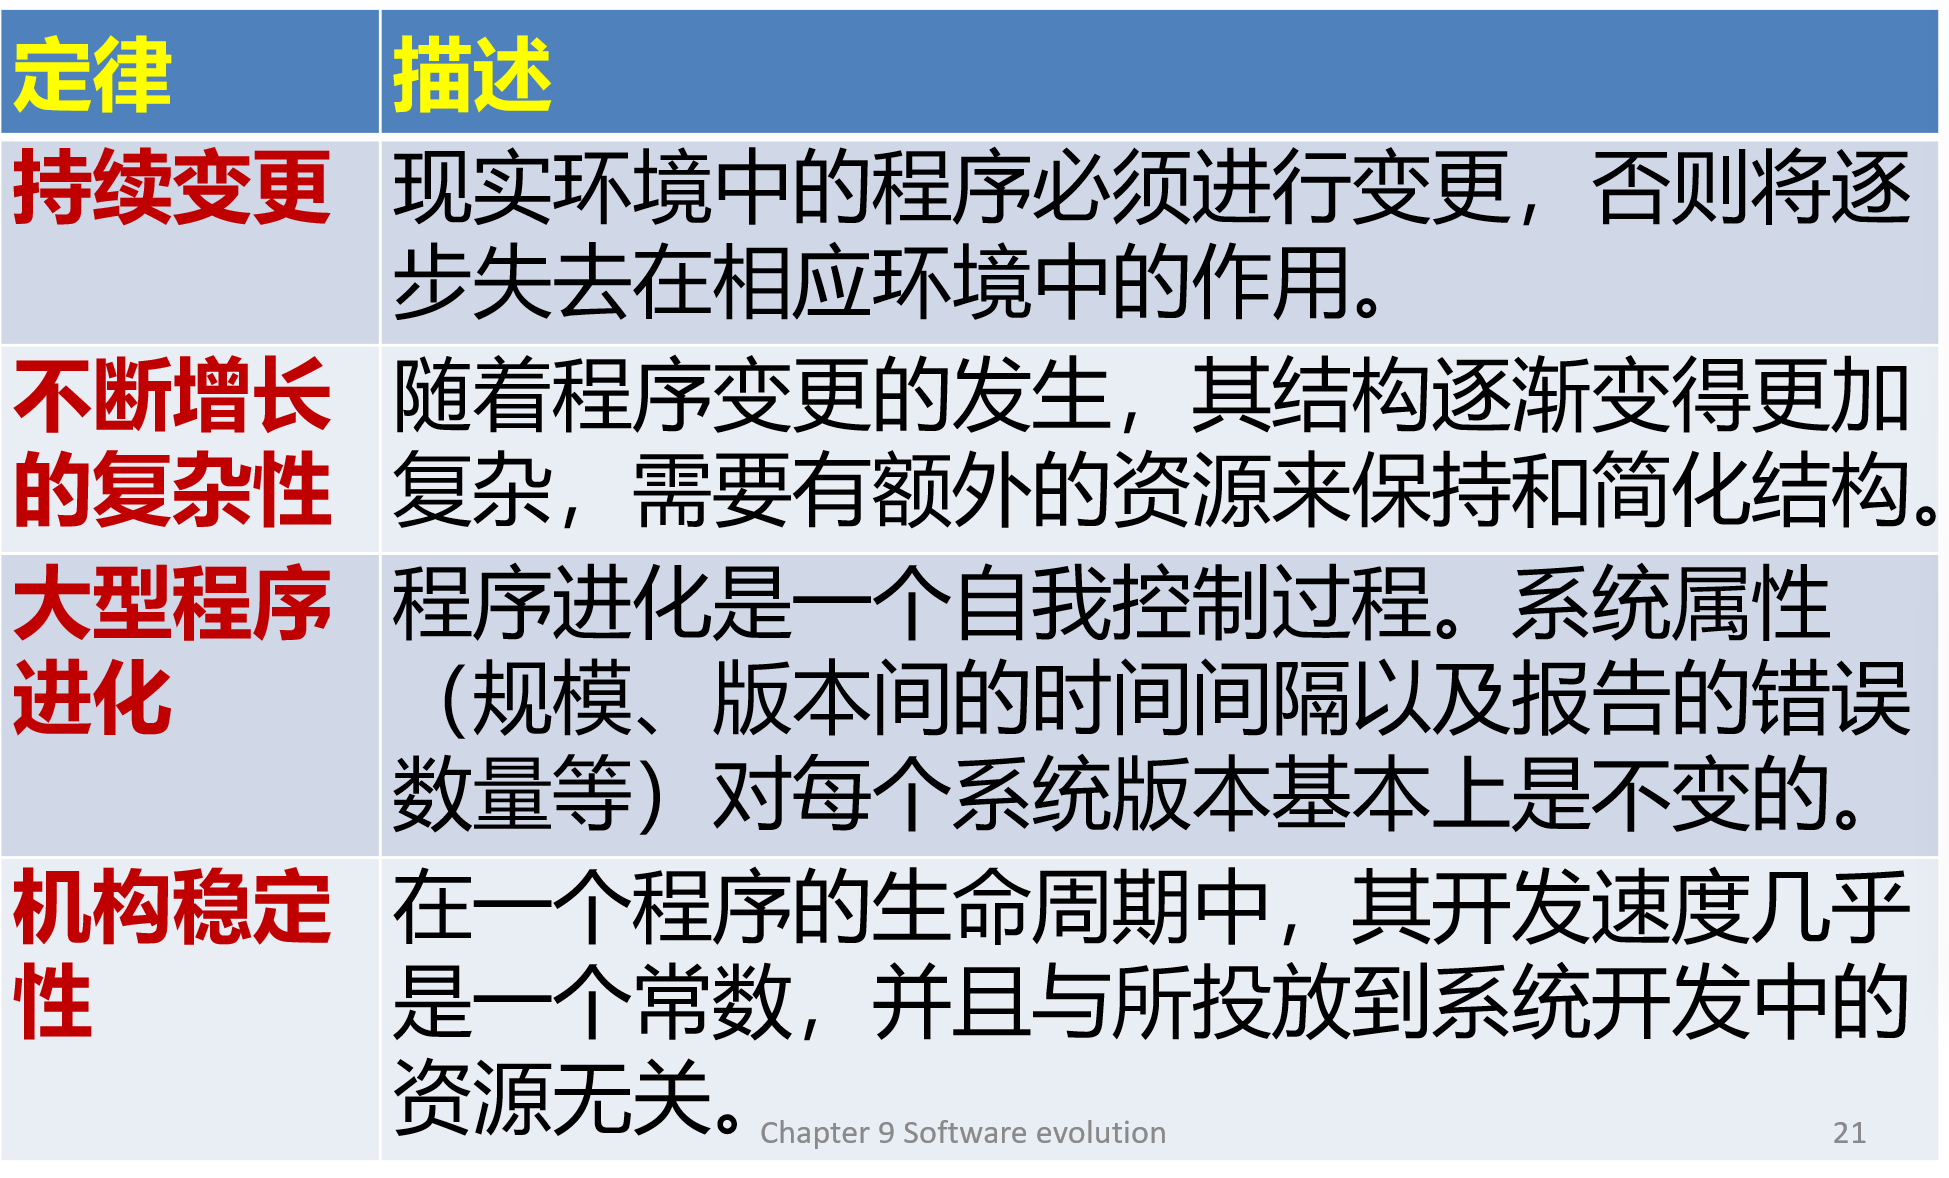 定律
描述
持续变更
现实环境中的程序必须进行变更，否则将逐
步失去在相应环境中的作用。
不断增长
的复杂性
随着程序变更的发生，其结构逐渐变得更加
复杂，需要有额外的资源来保持和简化结构。
大型程序
进化
程序进化是一个自我控制过程。系统属性
（规模、版本间的时间间隔以及报告的错误
数量等）对每个系统版本基本上是不变的。
机构稳定
性
在一个程序的生命周期中，其开发速度几乎
是一个常数，并且与所投放到系统开发中的
资源无关。
Chapter 9 Software evolution
21